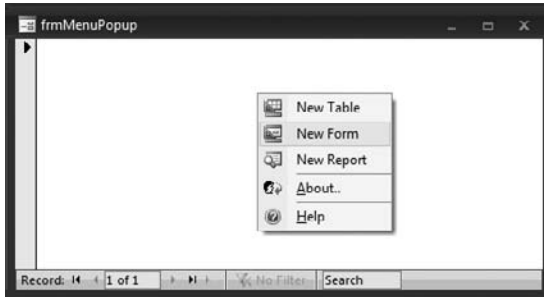 frmMenuPopup
New Table
New Form
New Report
About..
Help
Record: 1 of 1 No Filter Search